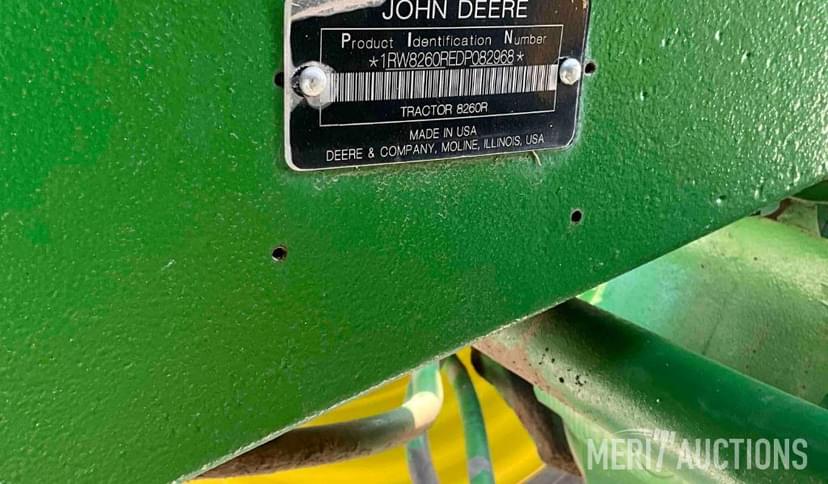 JOHN DEERE
Product Identification Number
*1RW8260REDP082968*
TRACTOR 8260R
MADE IN USA
DEERE & COMPANY, MOLINE, ILLINOIS, USA
MERIT AUCTIONS